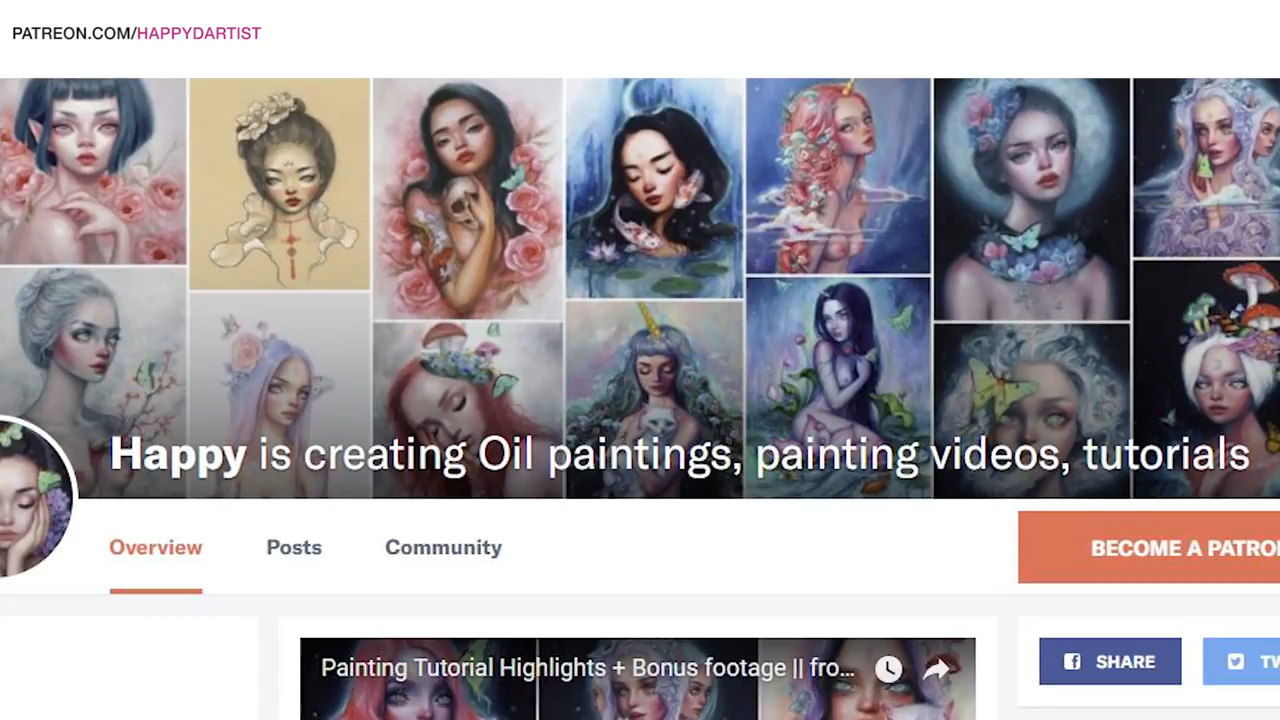 PATREON.COM/HAPPYDARTIST
Happy is creating Oil paintings, painting videos, tutorials
Overview Posts Community
BECOME A PATRO
Painting Tutorial Highlights + Bonus footage || fro...
SHARE
TW